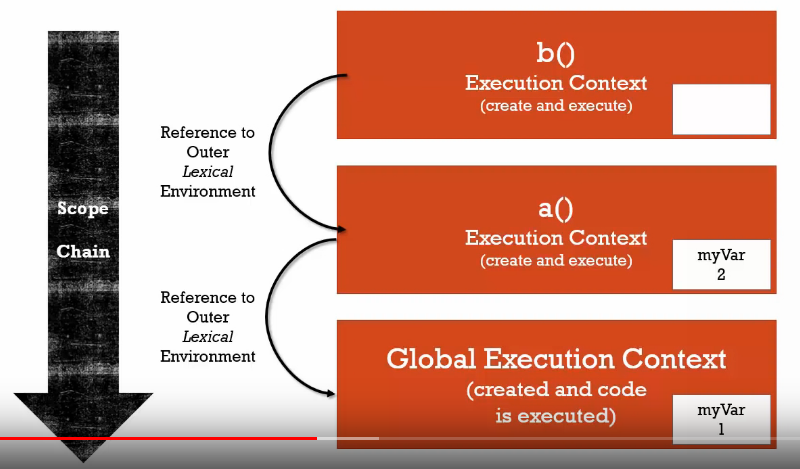 b()
Execution Context
(create and execute)
Reference to
Outer
Lexical
Environment
Scope
Chain
a()
Execution Context
(create and execute)
myVar
2
Reference to
Outer
Lexical
Environment
Global Execution Context
(created and code
is executed)
myVar
1